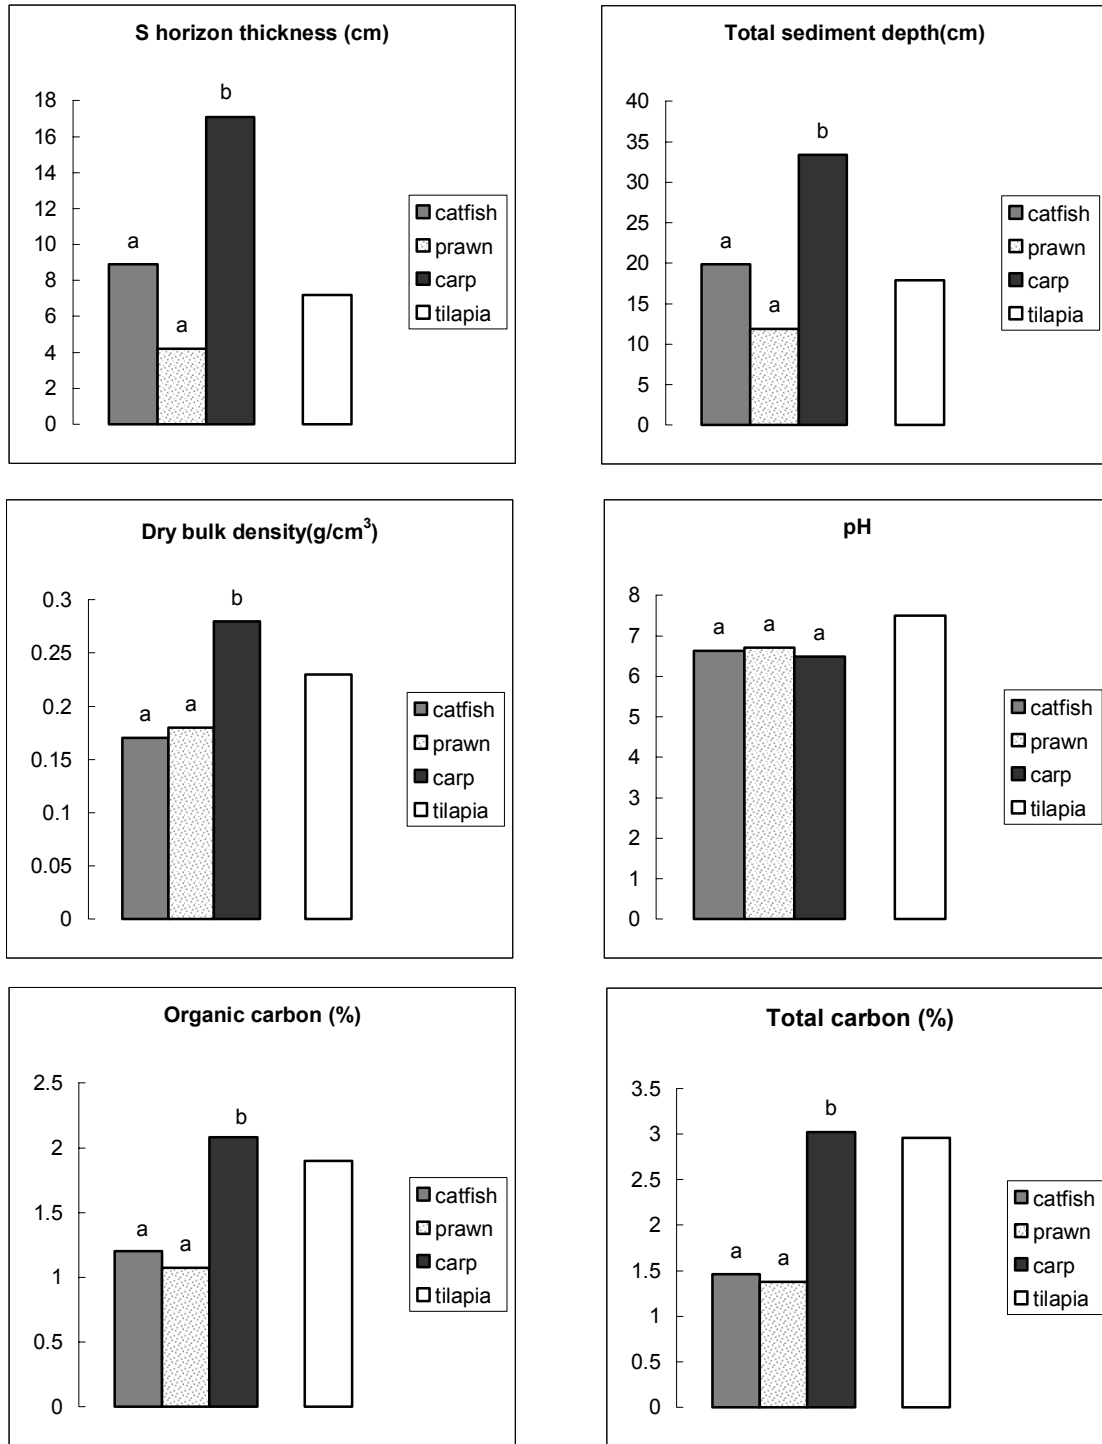 S horizon thickness (cm)
18
16
14
12
10
8
6
4
2
0
a
a
b
catfish
prawn
carp
tilapia
Total sediment depth(cm)
40
35
30
25
20
15
10
5
0
a
a
b
catfish
prawn
carp
tilapia
Dry bulk density(g/cm³)
0.3
0.25
0.2
0.15
0.1
0.05
0
a
a
b
catfish
prawn
carp
tilapia
pH
8
7
6
5
4
3
2
1
0
a
a
a
catfish
prawn
carp
tilapia
Organic carbon (%)
2.5
2
1.5
1
0.5
0
a
a
b
catfish
prawn
carp
tilapia
Total carbon (%)
3.5
3
2.5
2
1.5
1
0.5
0
a
a
b
catfish
prawn
carp
tilapia